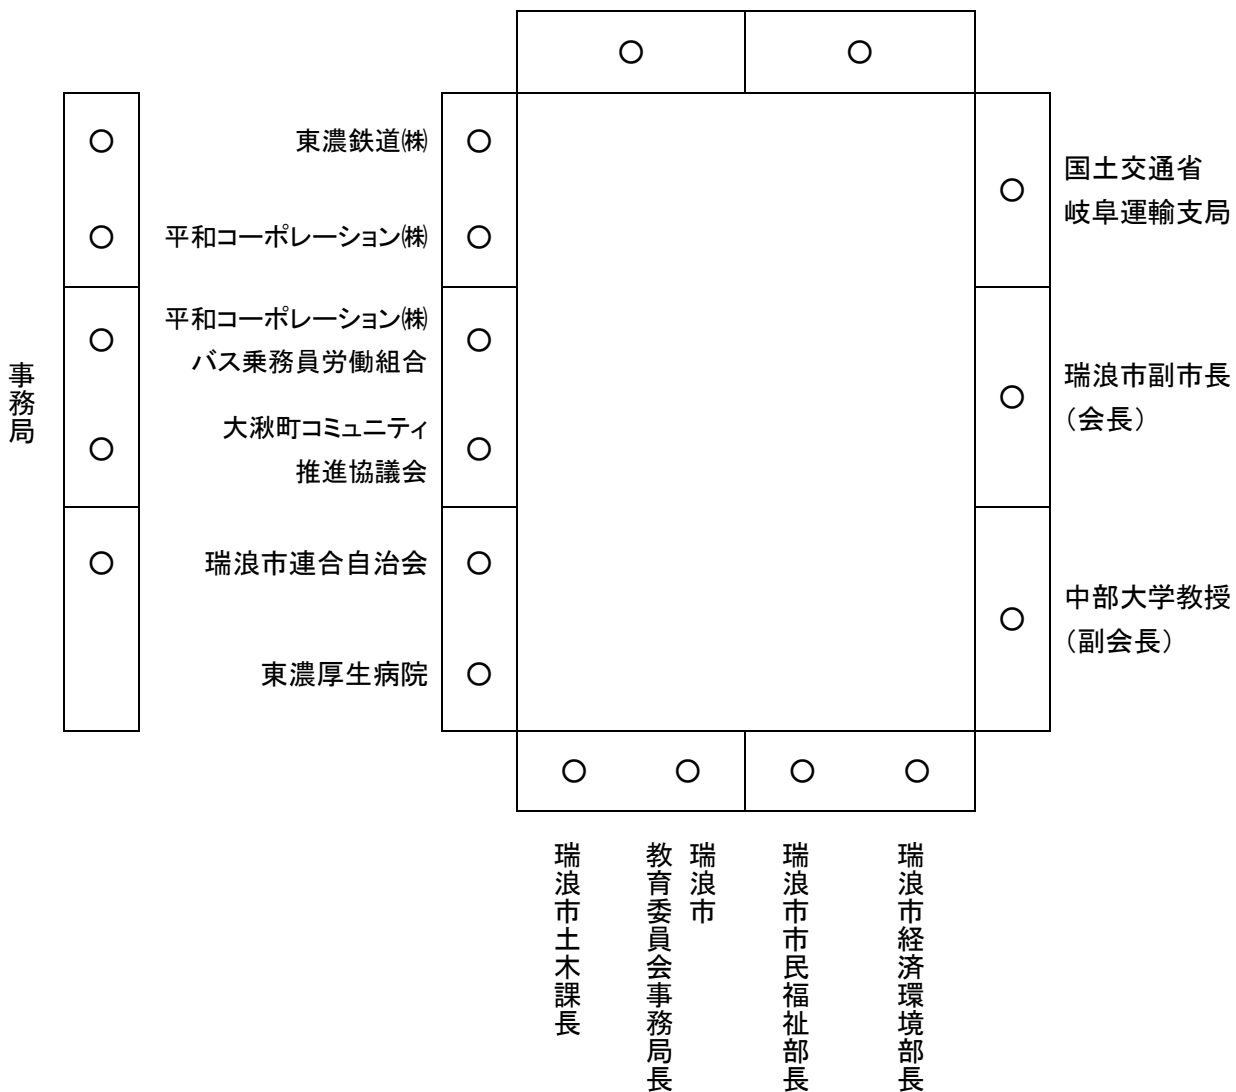 事務局
東濃鉄道㈱
平和コーポレーション㈱
平和コーポレーション㈱
バス乗務員労働組合
大湫町コミュニティ
推進協議会
瑞浪市連合自治会
東濃厚生病院
国土交通省
岐阜運輸支局
瑞浪市副市長
（会長）
中部大学教授
（副会長）
瑞浪市土木課長
瑞浪市
教育委員会事務局長
瑞浪市市民福祉部長
瑞浪市経済環境部長